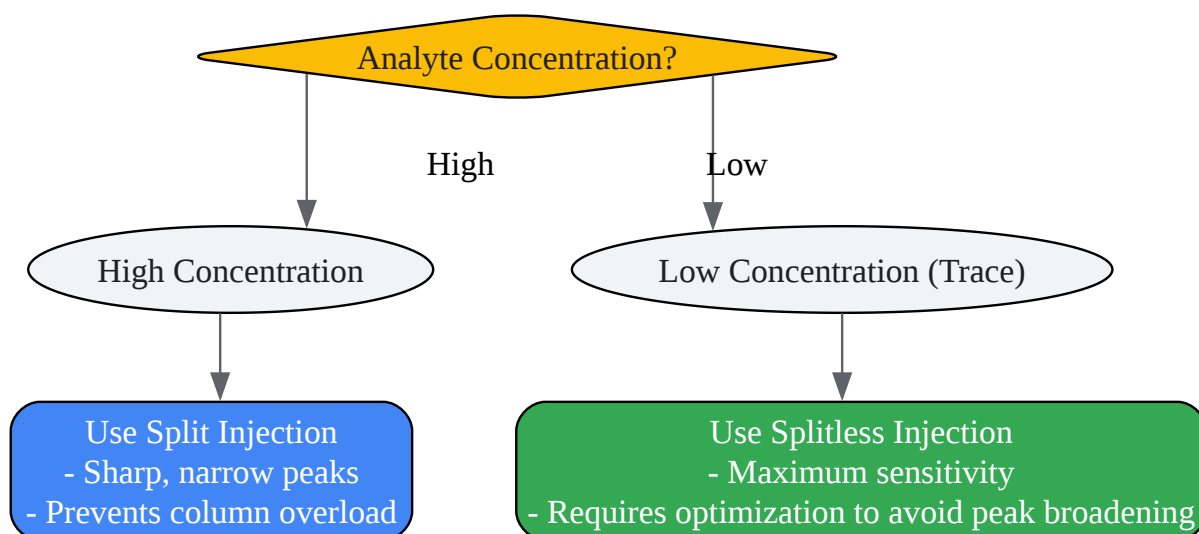 Analyte Concentration?
High
Low
High Concentration
Low Concentration (Trace)
Use Split Injection
- Sharp, narrow peaks
- Prevents column overload
Use Splitless Injection
- Maximum sensitivity
- Requires optimization to avoid peak broadening